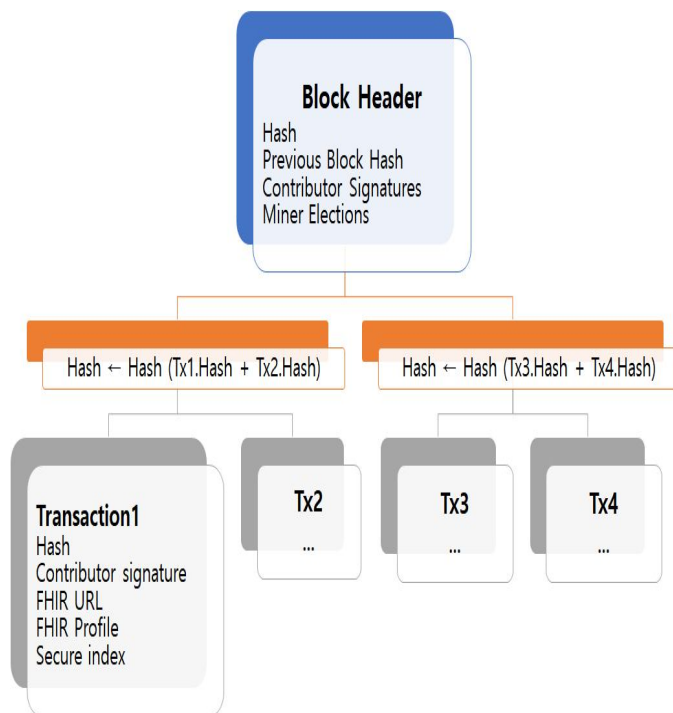 Block Header
Hash
Previous Block Hash
Contributor Signatures
Miner Elections
Hash ← Hash (Tx1.Hash + Tx2.Hash)
Hash ← Hash (Tx3.Hash + Tx4.Hash)
Transaction1
Hash
Contributor signature
FHIR URL
FHIR Profile
Secure index
Tx2
...
Tx3
...
Tx4
...